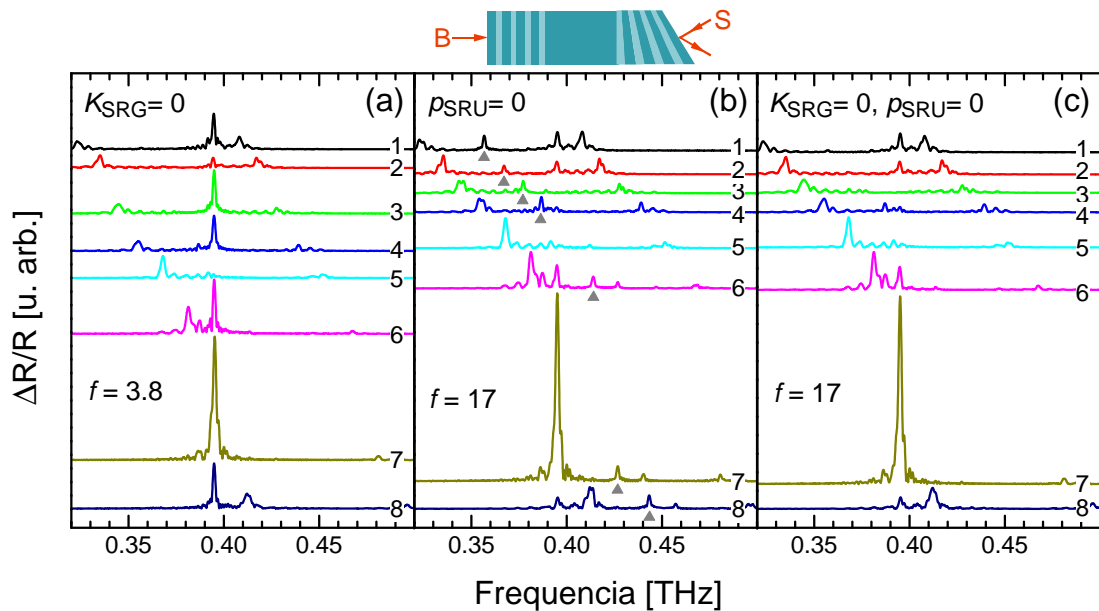 B
S
K_SRG= 0
(a)
p_SRU= 0
(b)
K_SRG= 0, p_SRU= 0
(c)
1
2
3
4
5
6
7
8
f = 3.8
1
2
3
4
5
6
7
8
f = 17
1
2
3
4
5
6
7
8
f = 17
ΔR/R [u. arb.]
0.35 0.40 0.45
0.35 0.40 0.45
0.35 0.40 0.45
Frequencia [THz]